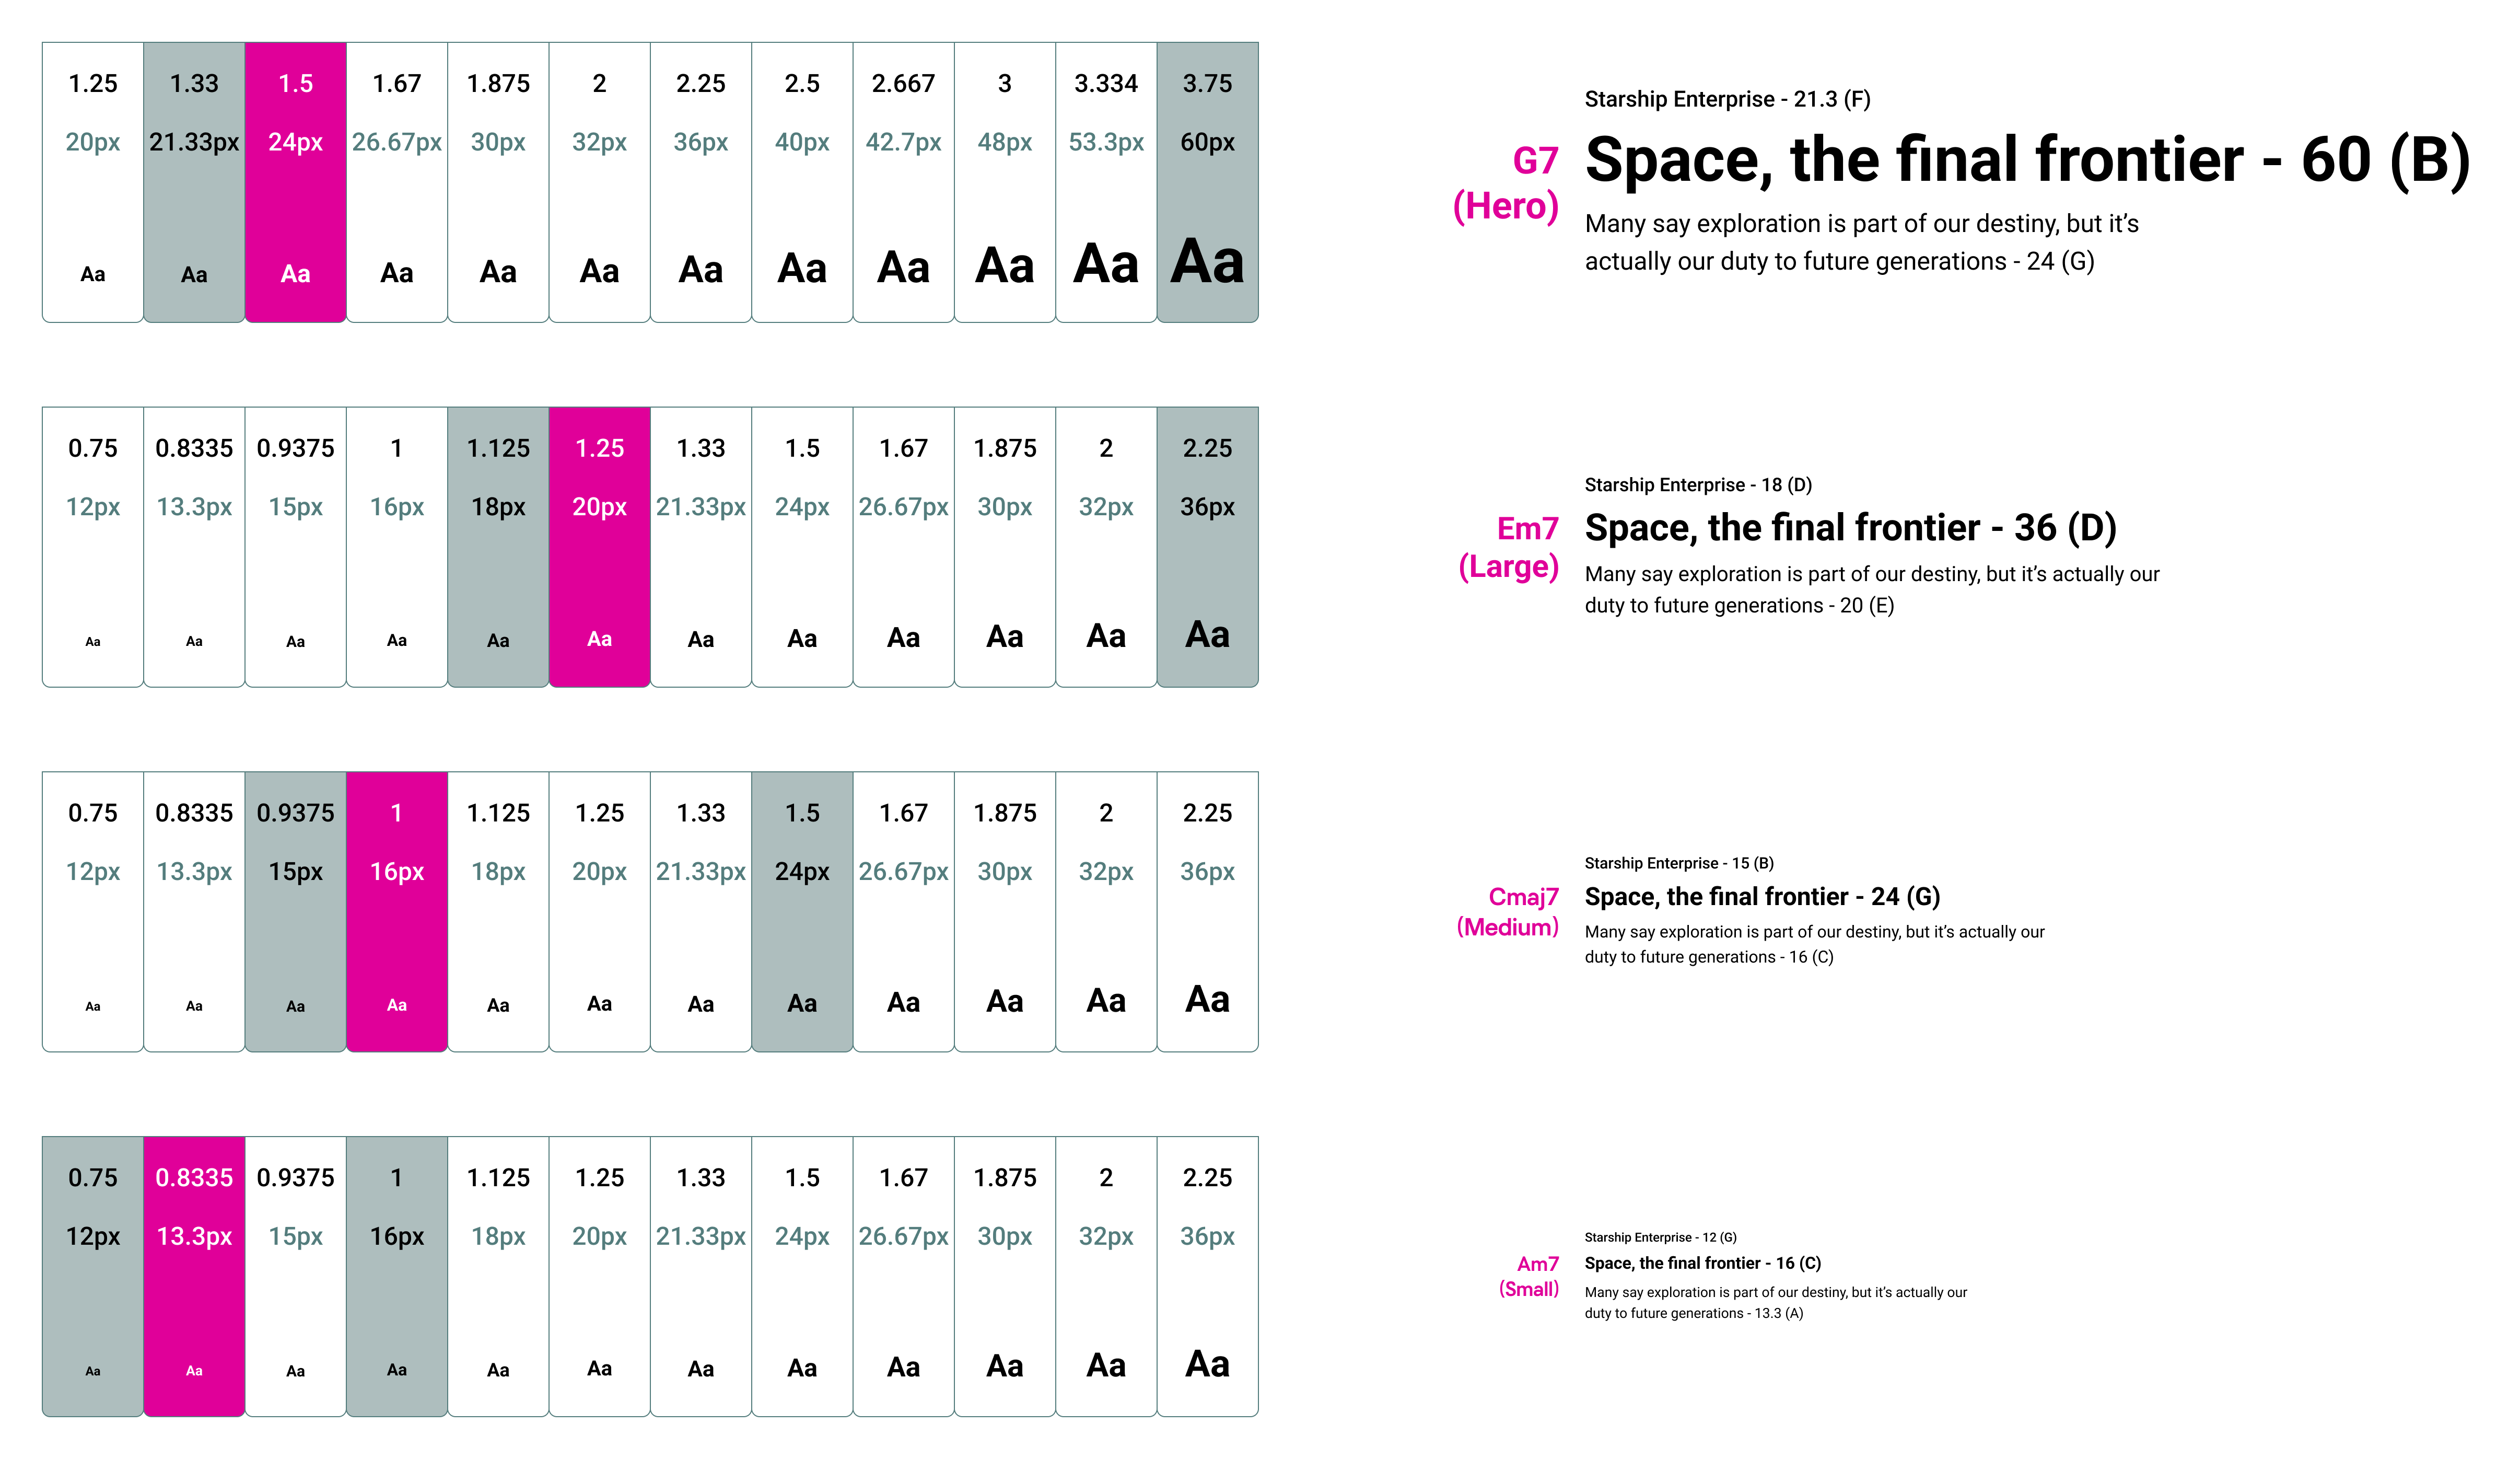 1.25 1.33 1.5 1.67 1.875 2 2.25 2.5 2.667 3 3.334 3.75
20px 21.33px 24px 26.67px 30px 32px 36px 40px 42.7px 48px 53.3px 60px
Aa Aa Aa Aa Aa Aa Aa Aa Aa Aa Aa Aa
G7
(Hero)
Starship Enterprise - 21.3 (F)
Space, the final frontier - 60 (B)
Many say exploration is part of our destiny, but it’s
actually our duty to future generations - 24 (G)
0.75 0.8335 0.9375 1 1.125 1.25 1.33 1.5 1.67 1.875 2 2.25
12px 13.3px 15px 16px 18px 20px 21.33px 24px 26.67px 30px 32px 36px
Aa Aa Aa Aa Aa Aa Aa Aa Aa Aa Aa Aa
Em7
(Large)
Starship Enterprise - 18 (D)
Space, the final frontier - 36 (D)
Many say exploration is part of our destiny, but it’s actually our
duty to future generations - 20 (E)
0.75 0.8335 0.9375 1 1.125 1.25 1.33 1.5 1.67 1.875 2 2.25
12px 13.3px 15px 16px 18px 20px 21.33px 24px 26.67px 30px 32px 36px
Aa Aa Aa Aa Aa Aa Aa Aa Aa Aa Aa Aa
Cmaj7
(Medium)
Starship Enterprise - 15 (B)
Space, the final frontier - 24 (G)
Many say exploration is part of our destiny, but it’s actually our
duty to future generations - 16 (C)
0.75 0.8335 0.9375 1 1.125 1.25 1.33 1.5 1.67 1.875 2 2.25
12px 13.3px 15px 16px 18px 20px 21.33px 24px 26.67px 30px 32px 36px
Aa Aa Aa Aa Aa Aa Aa Aa Aa Aa Aa Aa
Am7
(Small)
Starship Enterprise - 12 (G)
Space, the final frontier - 16 (C)
Many say exploration is part of our destiny, but it’s actually our
duty to future generations - 13.3 (A)